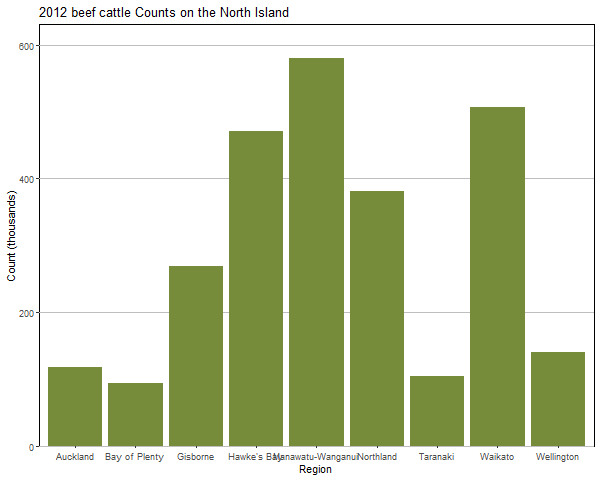 2012 beef cattle Counts on the North Island
600
400
200
0
Count (thousands)
Auckland Bay of Plenty Gisborne Hawke's Bay Manawatu-Wanganui Northland Taranaki Waikato Wellington
Region